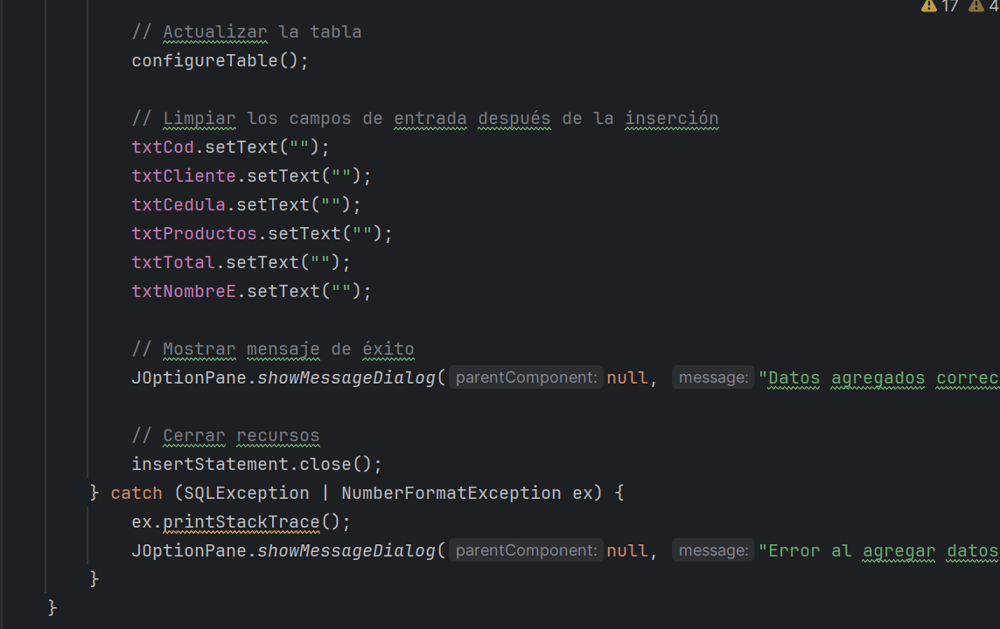 17 4
// Actualizar la tabla
configureTable();
// Limpiar los campos de entrada después de la inserción
txtCod.setText("");
txtCliente.setText("");
txtCedula.setText("");
txtProductos.setText("");
txtTotal.setText("");
txtNombreE.setText("");
// Mostrar mensaje de éxito
JOptionPane.showMessageDialog( parentComponent: null, message: "Datos agregados correc
// Cerrar recursos
insertStatement.close();
} catch (SQLException | NumberFormatException ex) {
ex.printStackTrace();
JOptionPane.showMessageDialog( parentComponent: null, message: "Error al agregar datos
}
}